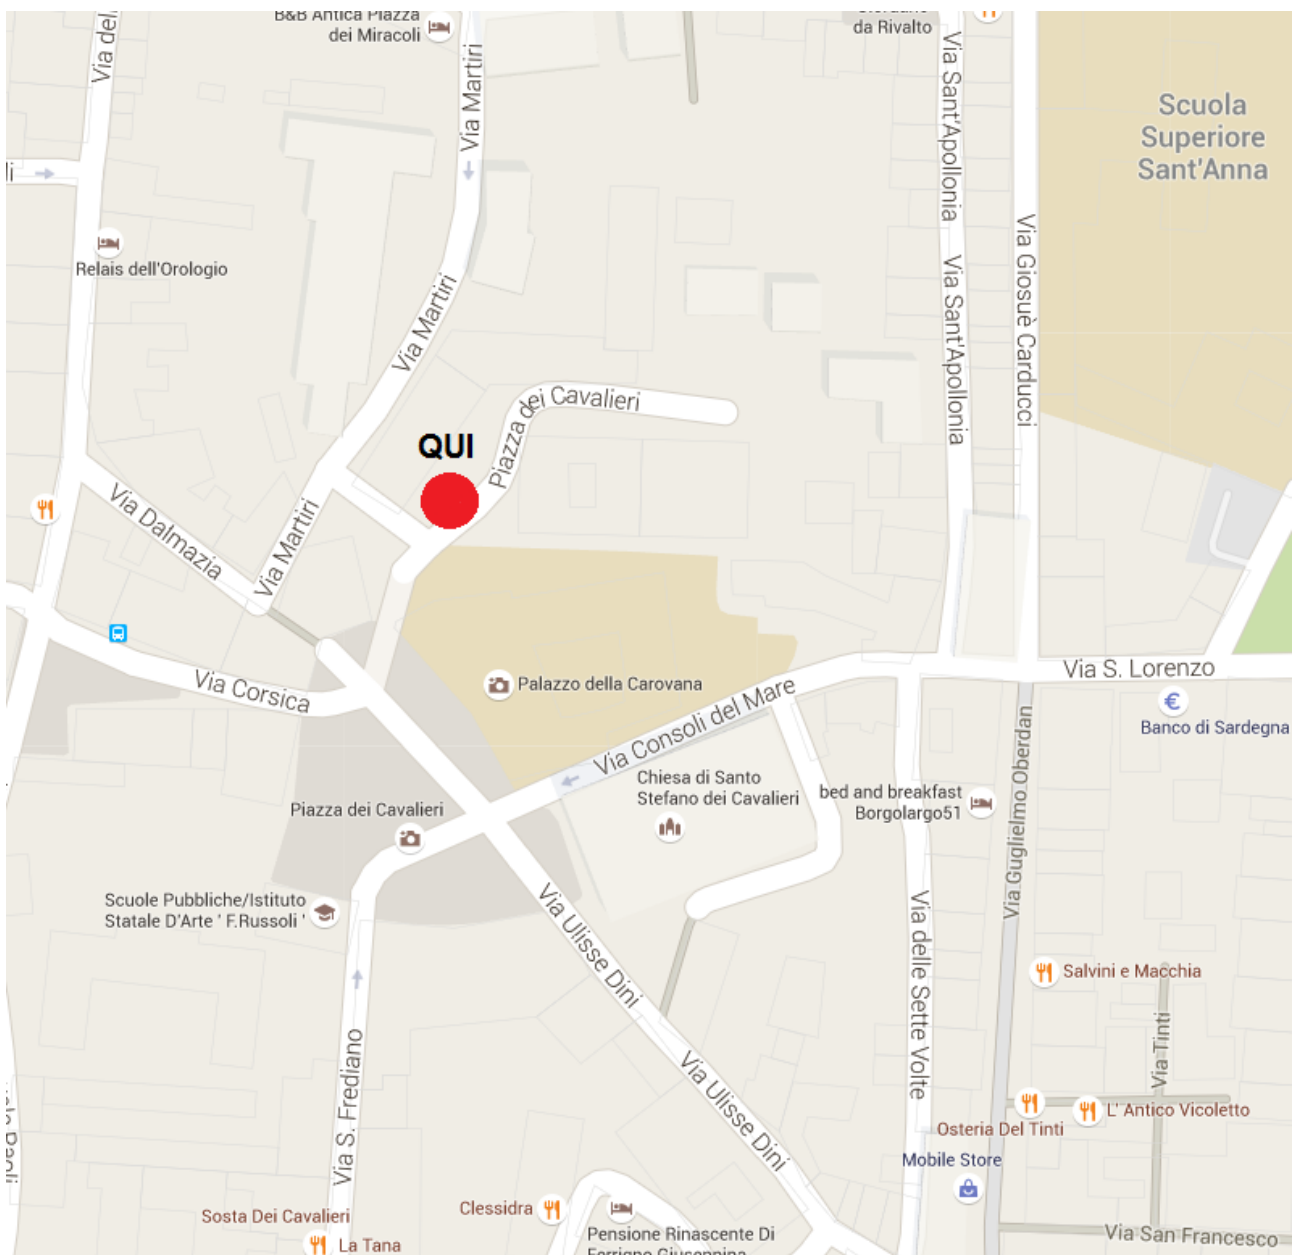 B&B Antica Piazza
dei Miracoli
da Rivalto
Via del
Via Martiri
Via Sant'Apollonia
Scuola
Superiore
Sant'Anna
Relais dell'Orologio
Via Martiri
Via Sant'Apollonia
Via Giosuè Carducci
Piazza dei Cavalieri
QUI
Via Dalmazia
Via Martiri
Via Corsica
Palazzo della Carovana
Via Consoli del Mare
Via S. Lorenzo
€
Banco di Sardegna
Chiesa di Santo
Stefano dei Cavalieri
bed and breakfast
Borgolargo51
Via Guglielmo Oberdan
Piazza dei Cavalieri
Scuole Pubbliche/Istituto
Statale D'Arte ' F.Russoli '
Via Ulisse Dini
Via delle Sette Volte
Salvini e Macchia
Via Tinti
Via S. Frediano
Via Ulisse Dini
L' Antico Vicoletto
Osteria Del Tinti
Mobile Store
Sosta Dei Cavalieri
La Tana
Clessidra
Pensione Rinascente Di
Ferrigno Giuseppina
Via San Francesco